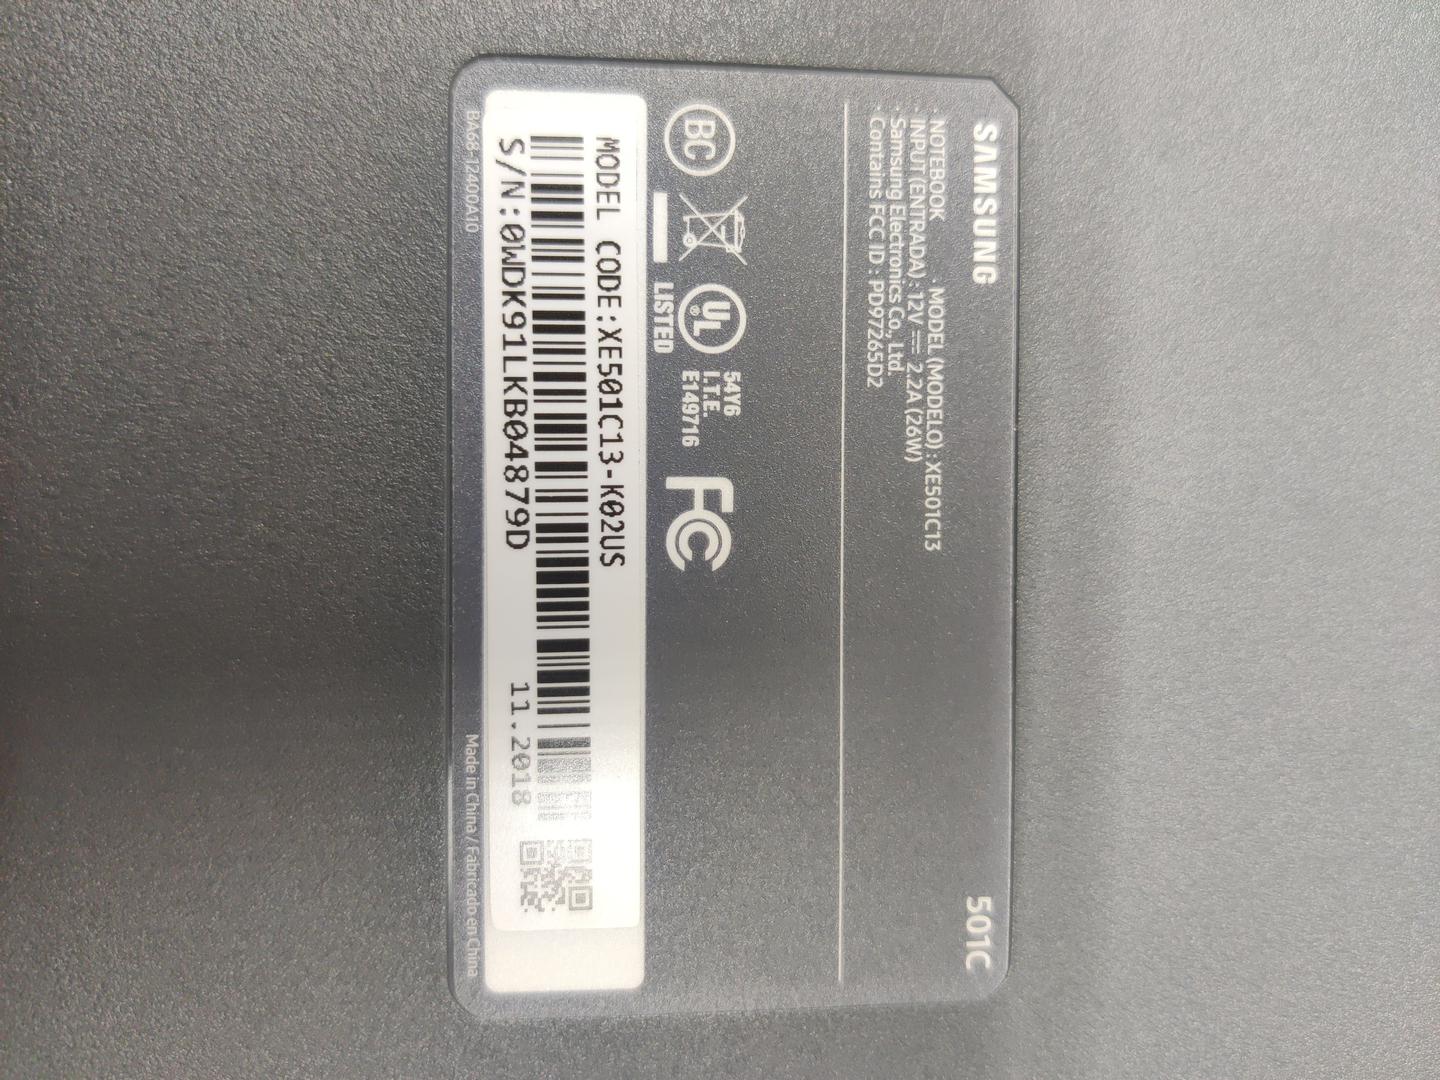 SAMSUNG
501C
· NOTEBOOK · MODEL (MODELO) : XE501C13
· INPUT (ENTRADA) : 12V ⎓ 2.2A (26W)
· Samsung Electronics Co., Ltd.
· Contains FCC ID : PD97265D2
BC
UL
®
LISTED
54Y6
I.T.E.
E149716
FC
MODEL CODE:XE501C13-K02US
S/N:0WDK91LKB04879D
11.2018
BA68-12400A10
Made in China / Fabricado en China